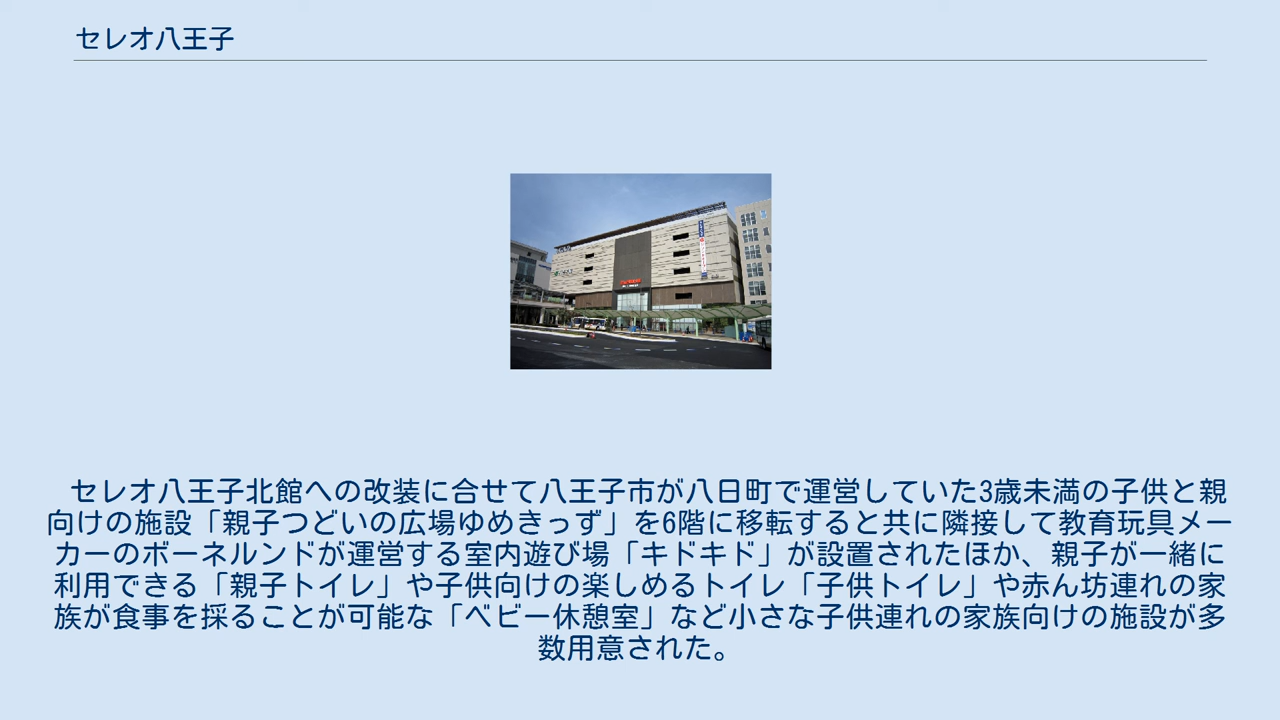 セレオ八王子
セレオ八王子北館への改装に合せて八王子市が八日町で運営していた3歳未満の子供と親
向けの施設「親子つどいの広場ゆめきっず」を6階に移転すると共に隣接して教育玩具メー
カーのボーネルンドが運営する室内遊び場「キドキド」が設置されたほか、親子が一緒に
利用できる「親子トイレ」や子供向けの楽しめるトイレ「子供トイレ」や赤ん坊連れの家
族が食事を採ることが可能な「ベビー休憩室」など小さな子供連れの家族向けの施設が多
数用意された。